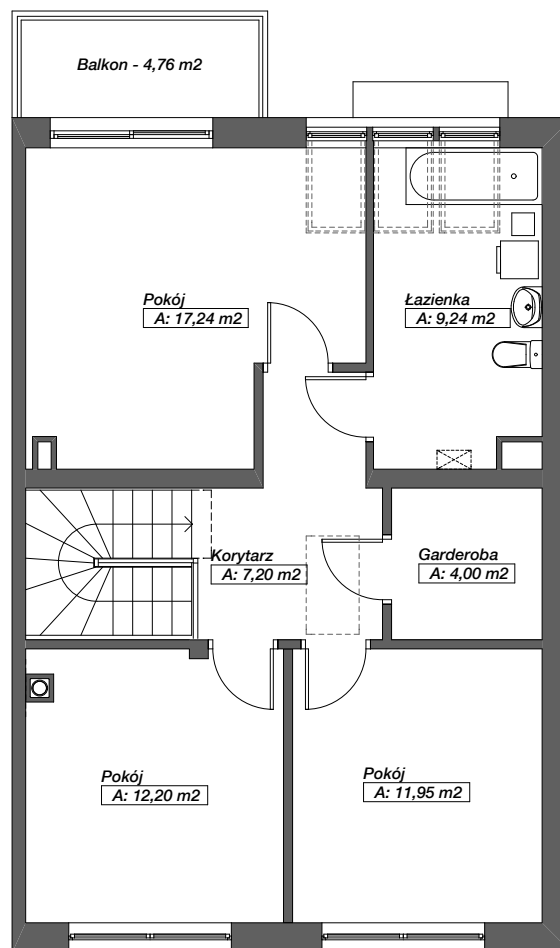 Balkon - 4,76 m2
Pokój
A: 17,24 m2
Łazienka
A: 9,24 m2
Korytarz
A: 7,20 m2
Garderoba
A: 4,00 m2
Pokój
A: 12,20 m2
Pokój
A: 11,95 m2